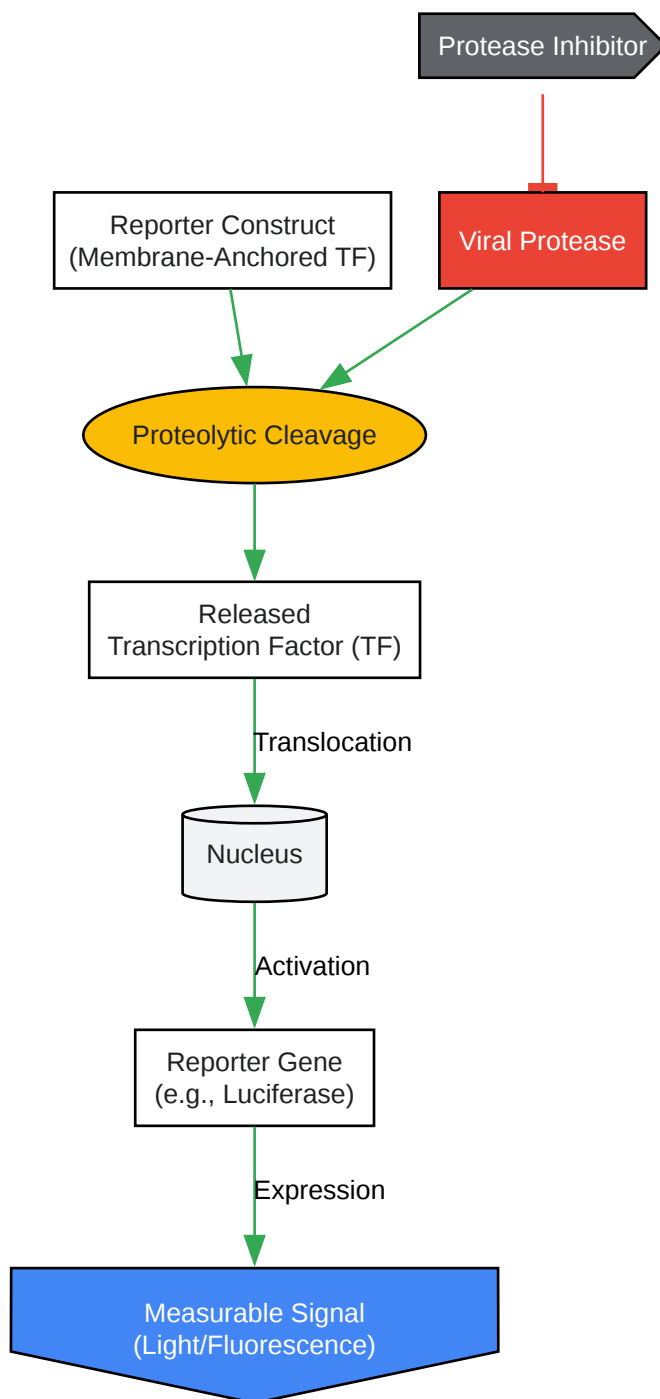 Protease Inhibitor
Reporter Construct
(Membrane-Anchored TF)
Viral Protease
Proteolytic Cleavage
Released
Transcription Factor (TF)
Translocation
Nucleus
Activation
Reporter Gene
(e.g., Luciferase)
Expression
Measurable Signal
(Light/Fluorescence)